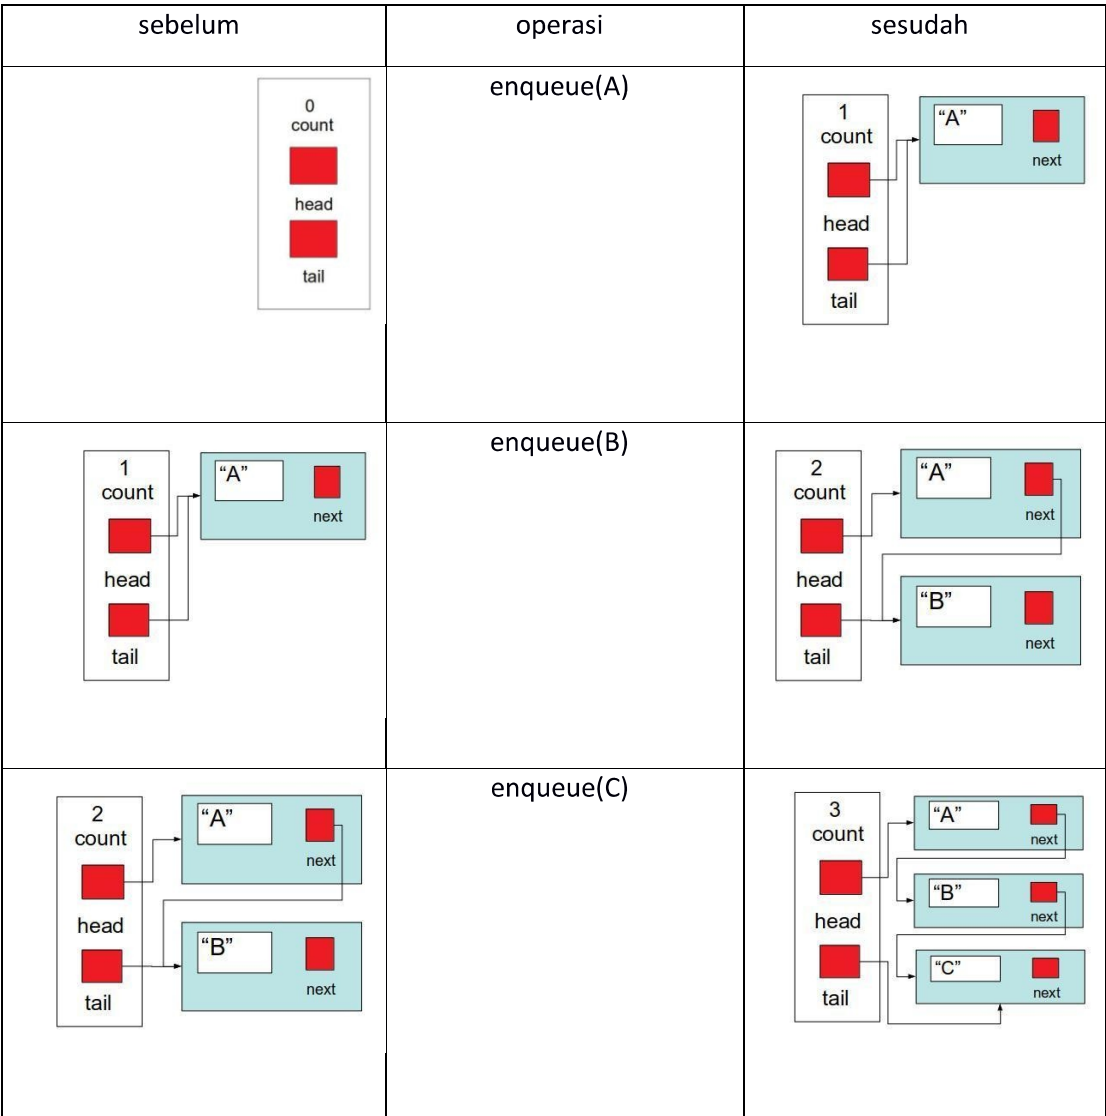 sebelum
operasi
sesudah
0
count
head
tail
enqueue(A)
1
count
head
tail
“A”
next
1
count
head
tail
“A”
next
enqueue(B)
2
count
head
tail
“A”
next
“B”
next
2
count
head
tail
“A”
next
“B”
next
enqueue(C)
3
count
head
tail
“A”
next
“B”
next
“C”
next